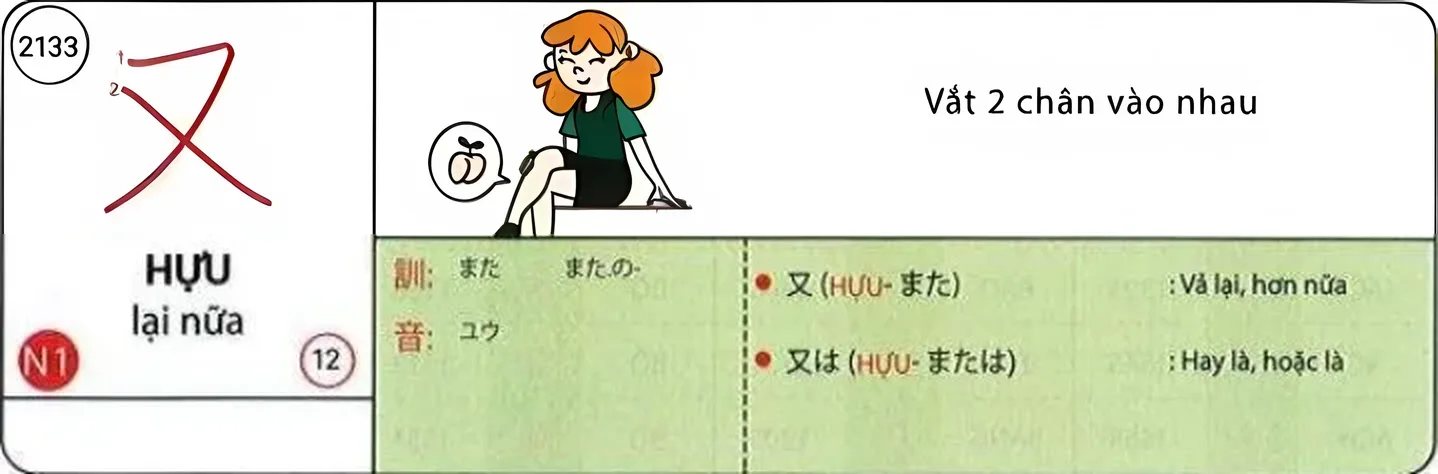 2133
1
2
又
HỰU
lại nữa
N1
12
Vắt 2 chân vào nhau
訓: また また.の-
音: ユウ
• 又 (HỰU- また) : Vả lại, hơn nữa
• 又は (HỰU- または) : Hay là, hoặc là